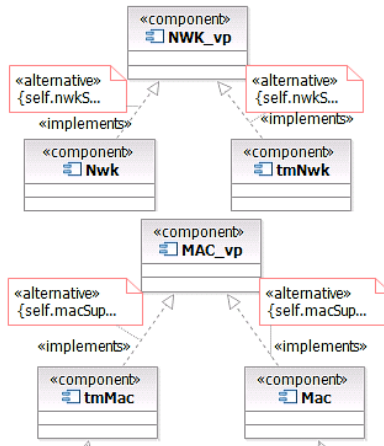 «component»
NWK_vp
«alternative»
{self.nwkS...
«alternative»
{self.nwkS...
«implements»
«implements»
«component»
Nwk
«component»
tmNwk
«component»
MAC_vp
«alternative»
{self.macSup...
«alternative»
{self.macSup...
«implements»
«implements»
«component»
tmMac
«component»
Mac